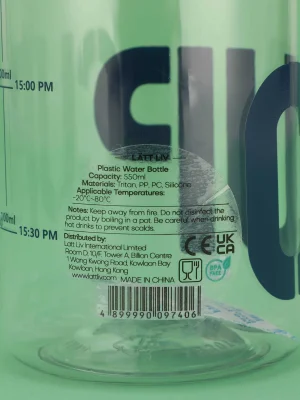 15:00 PM
LÄTT LIV
Plastic Water Bottle
Capacity: 550ml
Materials: Tritan, PP, PC, Silicone
Applicable Temperatures:
-20°C~80°C
Notes: Keep away from fire. Do not disinfect the
product by boiling in a pot. Be careful when drinking
hot drinks to prevent scalds.
Distributed by:
Latt Liv International Limited
Room D 10/F, Tower A, Billion Centre
1 Wang Kwong Road, Kowloon Bay
Kowloon, Hong Kong
www.lattliv.com MADE IN CHINA
CE UK CA
BPA FREE
15:30 PM
4 899990 097406